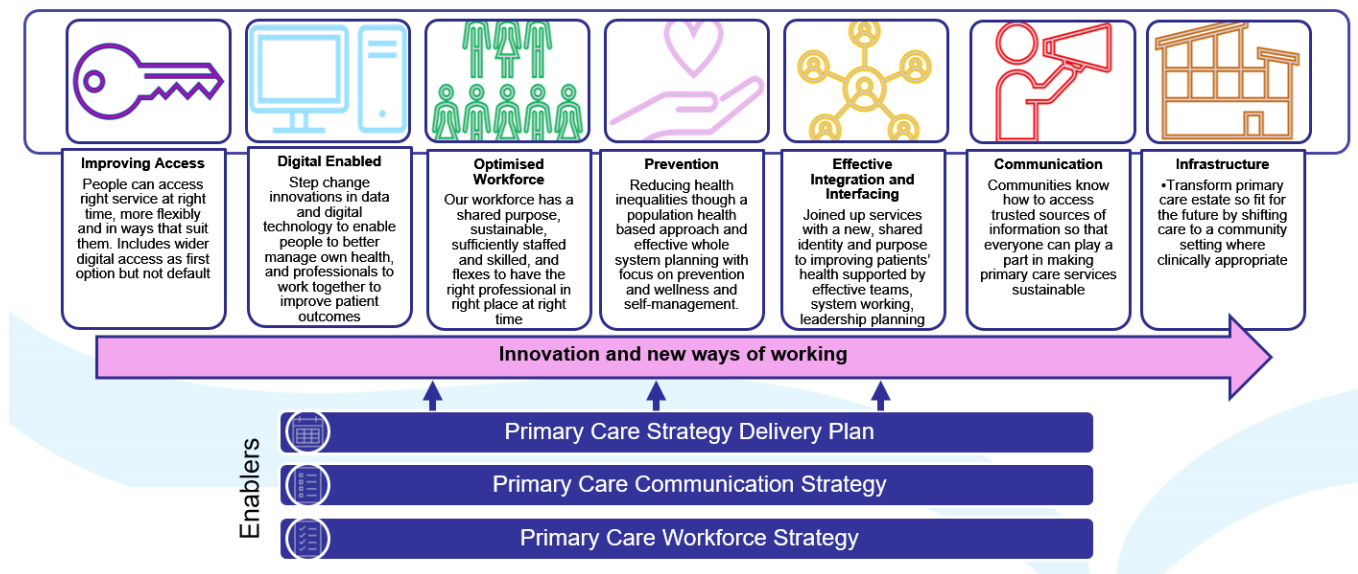 Improving Access
People can access
right service at right
time, more flexibly
and in ways that suit
them. Includes wider
digital access as first
option but not default
Digital Enabled
Step change
innovations in data
and digital
technology to enable
people to better
manage own health,
and professionals to
work together to
improve patient
outcomes
Optimised
Workforce
Our workforce has a
shared purpose,
sustainable,
sufficiently staffed
and skilled, and
flexes to have the
right professional in
right place at right
time
Prevention
Reducing health
inequalities though a
population health
based approach and
effective whole
system planning with
focus on prevention
and wellness and
self-management.
Effective
Integration and
Interfacing
Joined up services
with a new, shared
identity and purpose
to improving patients'
health supported by
effective teams,
system working,
leadership planning
Communication
Communities know
how to access
trusted sources of
information so that
everyone can play a
part in making
primary care services
sustainable
Infrastructure
•Transform primary
care estate so fit for
the future by shifting
care to a community
setting where
clinically appropriate
Innovation and new ways of working
Enablers
Primary Care Strategy Delivery Plan
Primary Care Communication Strategy
Primary Care Workforce Strategy